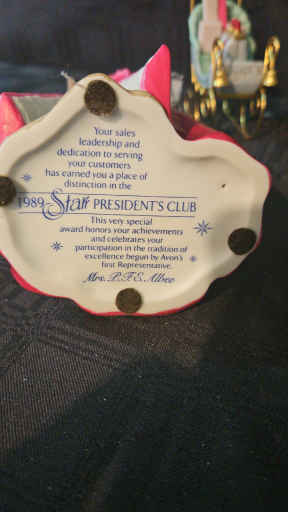 Your sales
leadership and
dedication to serving
your customers
has earned you a place of
distinction in the
1989 Star PRESIDENT'S CLUB
This very special
award honors your achievements
and celebrates your
participation in the tradition of
excellence begun by Avon's
first Representative.
Mrs. P.F.E. Albee